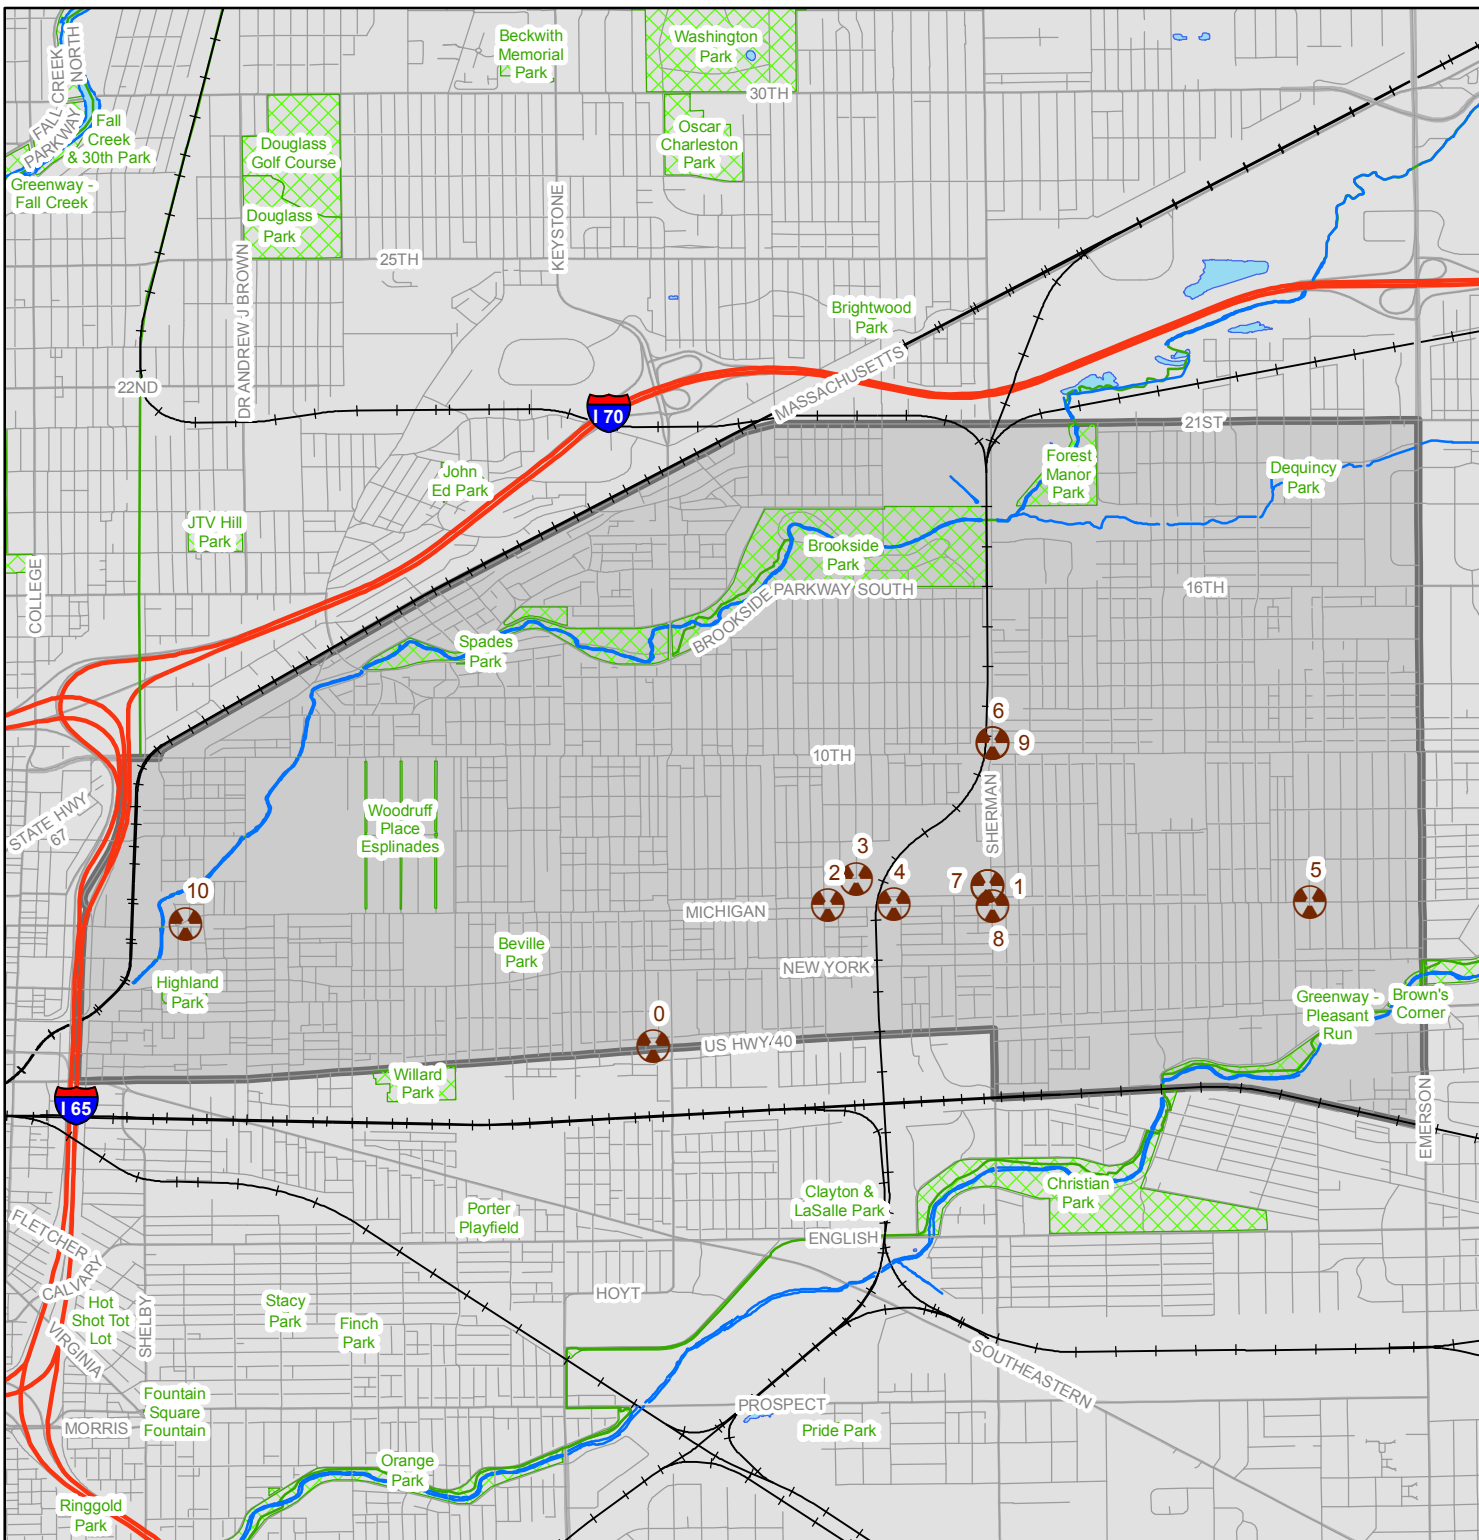 Beckwith
Memorial
Park
Washington
Park
30TH
FALL CREEK
PARKWAY NORTH
Fall
Creek
& 30th Park
Greenway -
Fall Creek
Douglass
Golf Course
Douglass
Park
Oscar
Charleston
Park
KEYSTONE
25TH
DR ANDREW J BROWN
Brightwood
Park
MASSACHUSETTS
22ND
I 70
21ST
John
Ed Park
Forest
Manor
Park
Dequincy
Park
JTV Hill
Park
COLLEGE
Brookside
Park
BROOKSIDE PARKWAY SOUTH
16TH
Spades
Park
6
9
10TH
SHERMAN
STATE HWY
67
Woodruff
Place
Esplinades
3
2
4
7
1
5
10
8
MICHIGAN
Beville
Park
NEW YORK
Highland
Park
0
US HWY 40
Greenway -
Pleasant
Run
Brown's
Corner
Willard
Park
I 65
EMERSON
Christian
Park
Clayton &
LaSalle Park
Porter
Playfield
ENGLISH
FLETCHER
CALVARY
HOYT
Hot
Shot Tot
Lot
SHELBY
Stacy
Park
Finch
Park
VIRGINIA
SOUTHEASTERN
Fountain
Square
Fountain
MORRIS
PROSPECT
Pride Park
Orange
Park
Ringgold
Park